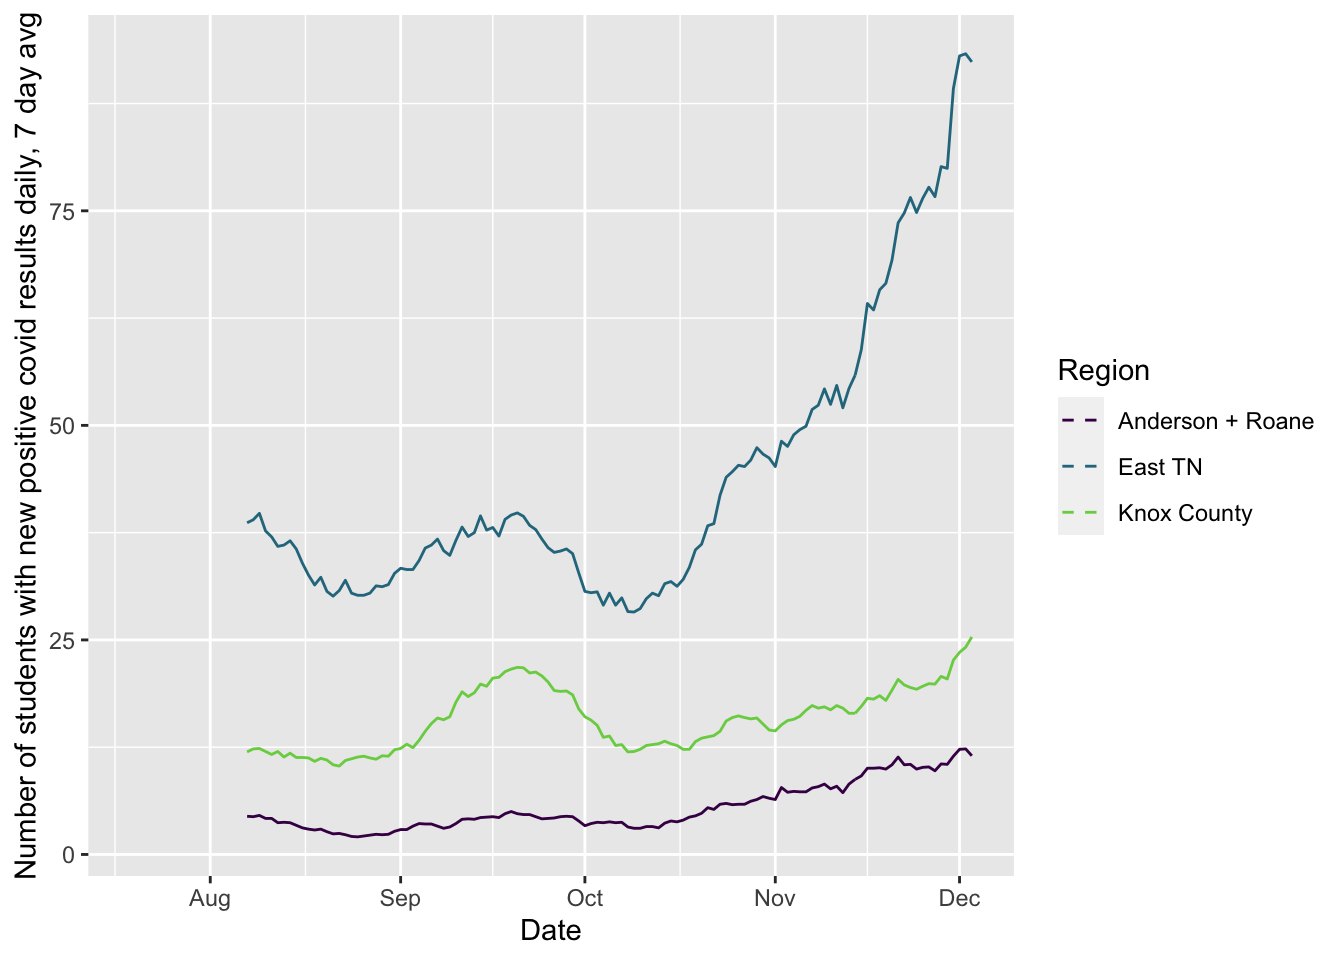 Number of students with new positive covid results daily, 7 day avg
75
50
25
0
Aug Sep Oct Nov Dec
Date
Region
Anderson + Roane
East TN
Knox County